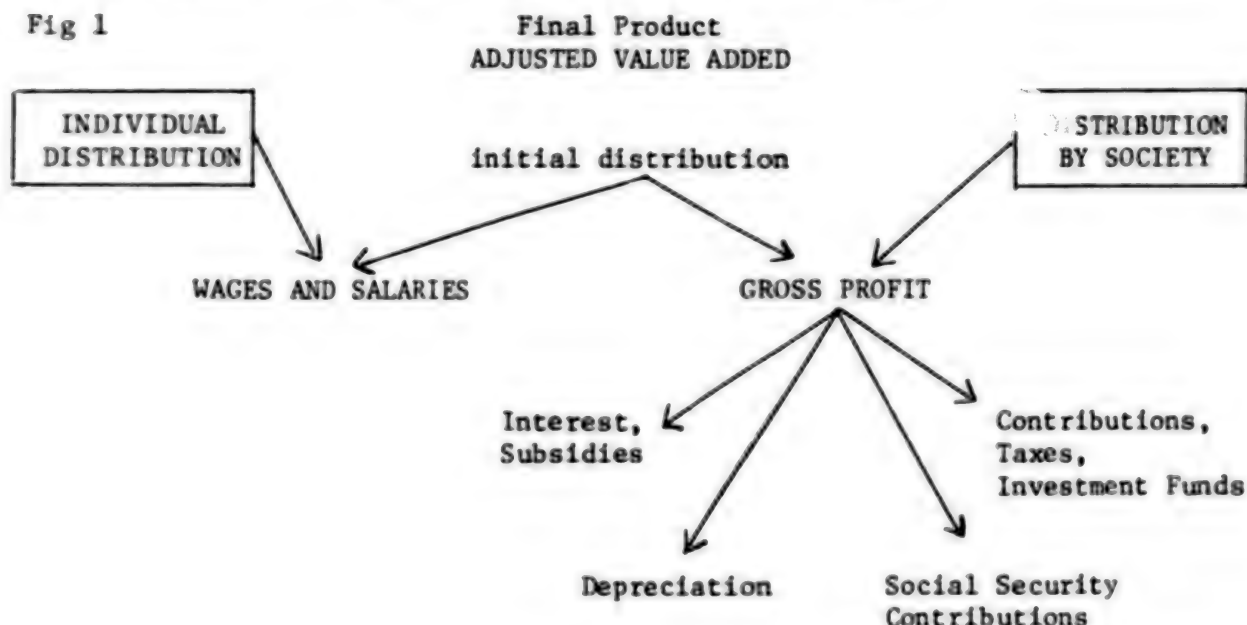 Fig 1
Final Product
ADJUSTED VALUE ADDED
INDIVIDUAL
DISTRIBUTION
initial distribution
DISTRIBUTION
BY SOCIETY
WAGES AND SALARIES
GROSS PROFIT
Interest,
Subsidies
Contributions,
Taxes,
Investment Funds
Depreciation
Social Security
Contributions